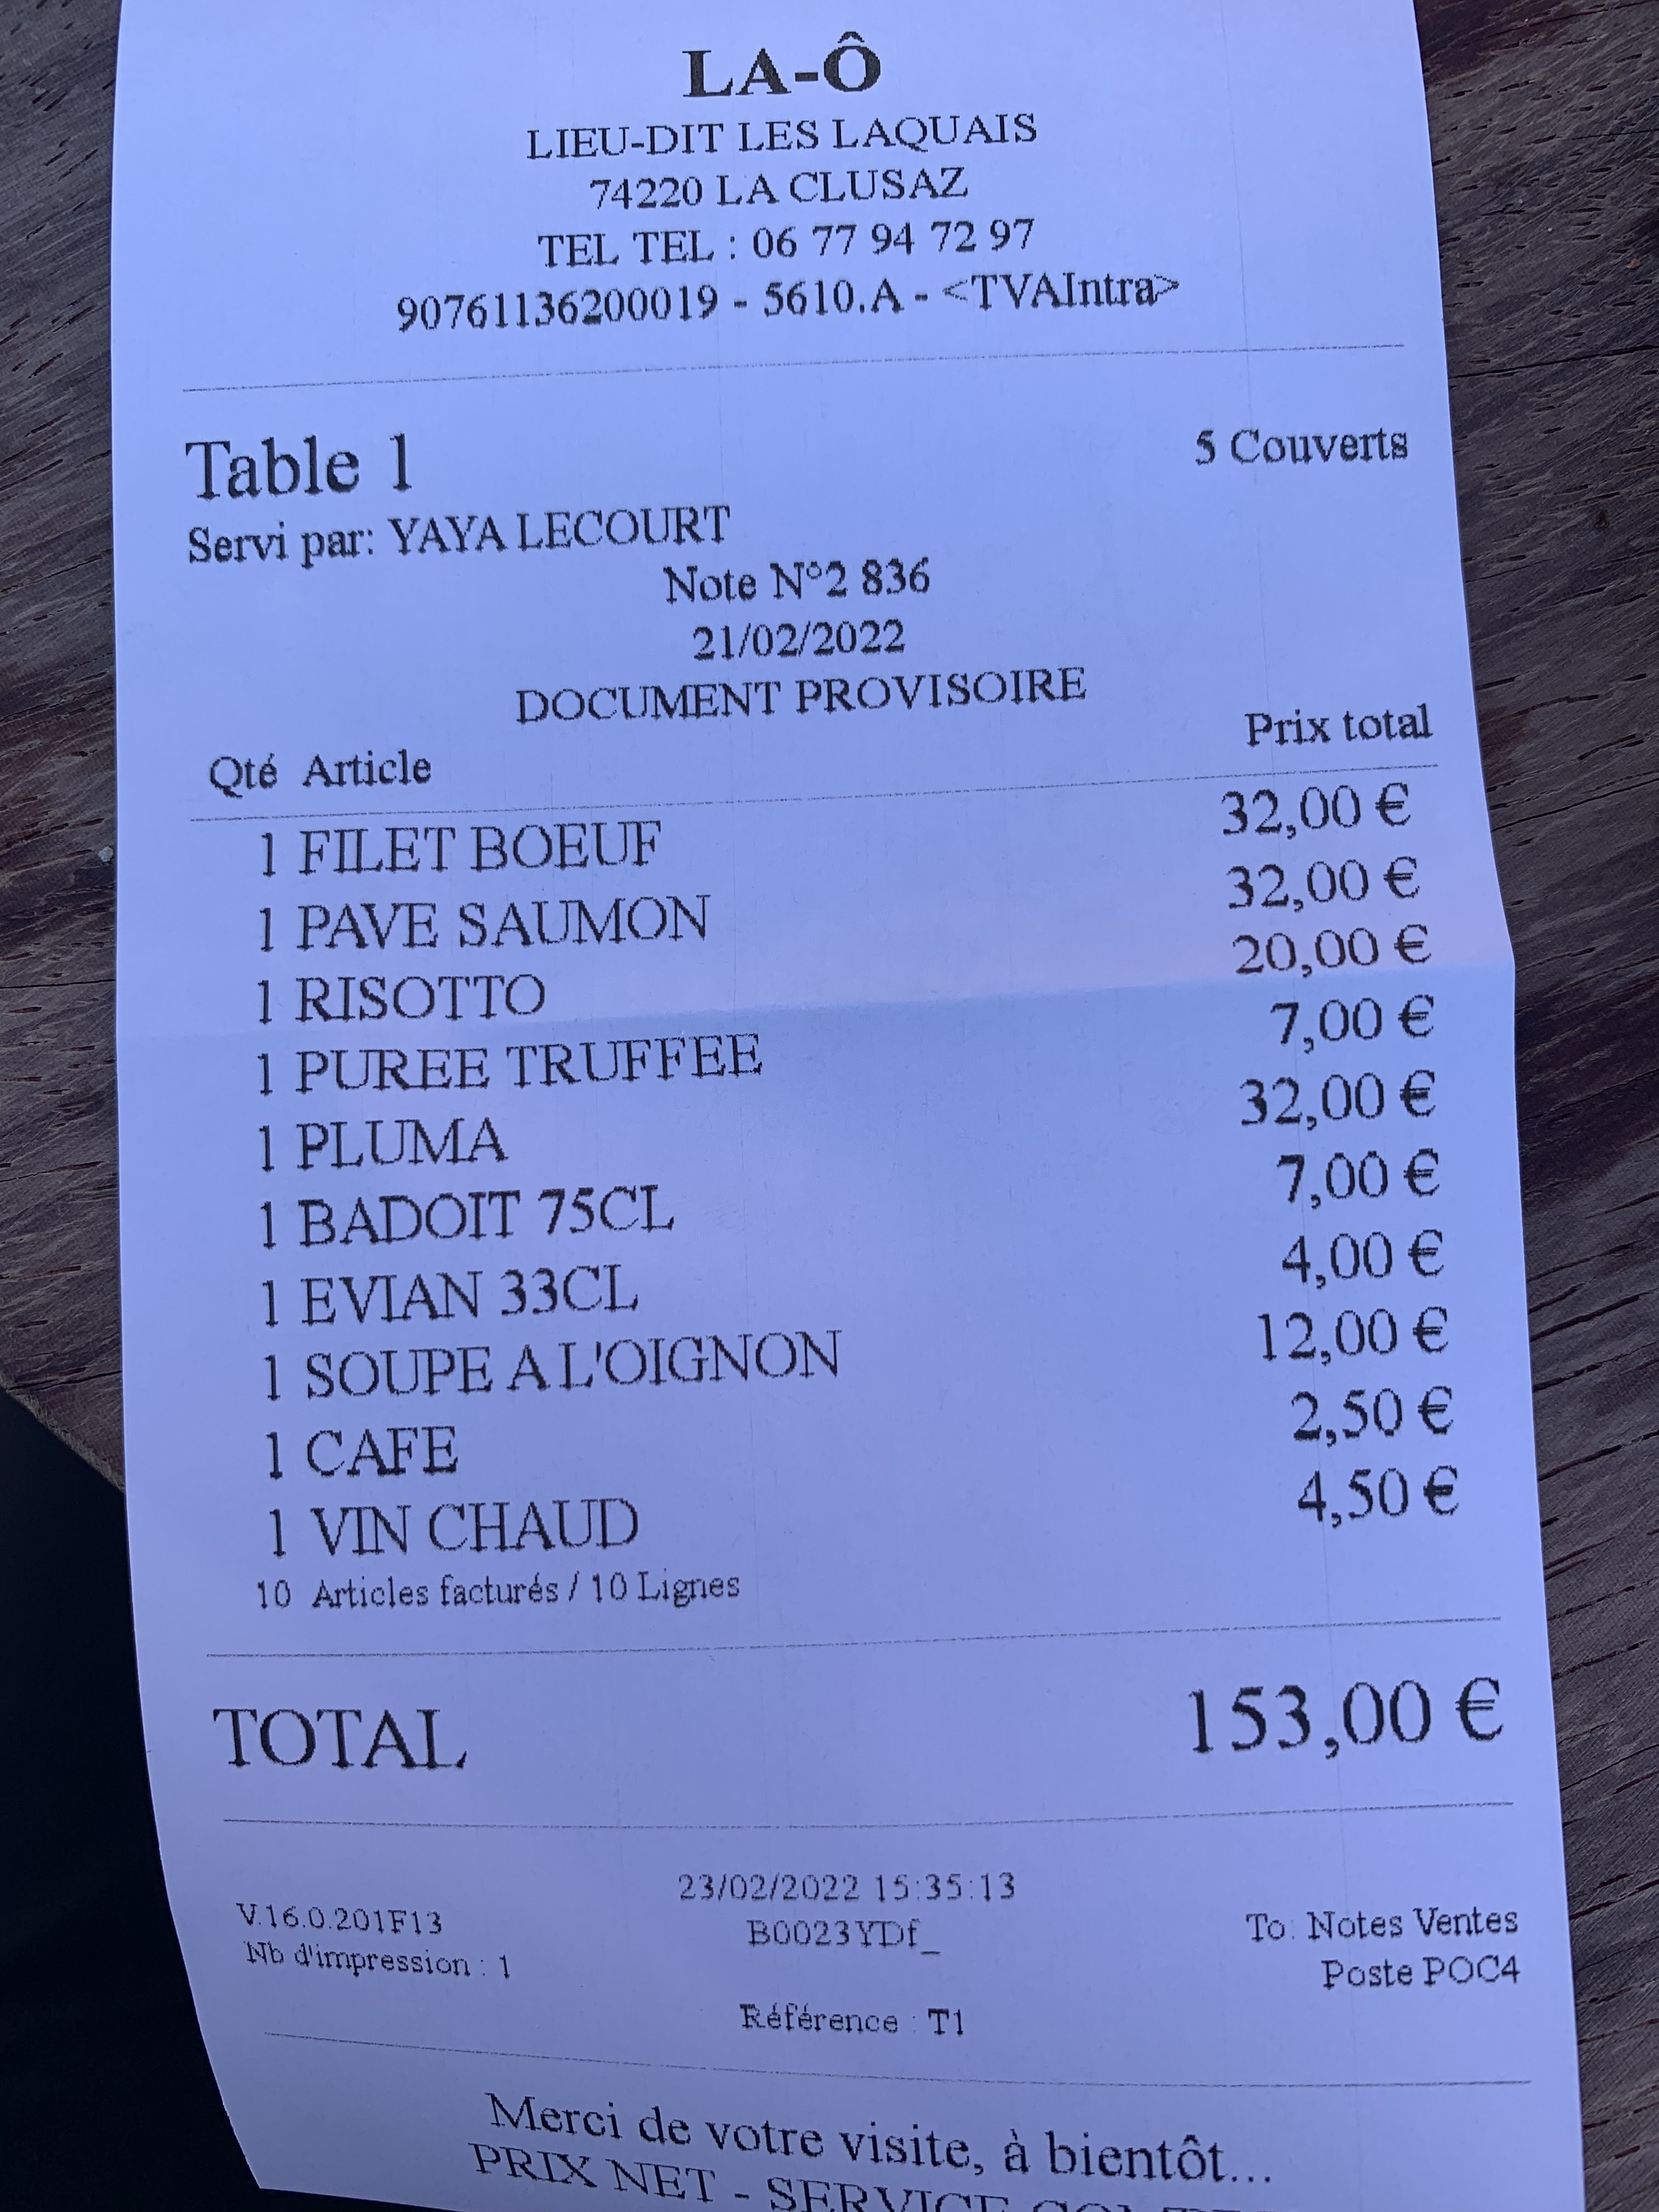 LA-Ô
LIEU-DIT LES LAQUAIS
74220 LA CLUSAZ
TEL TEL : 06 77 94 72 97
90761136200019 - 5610.A - <TVAIntra>
Table 1 5 Couverts
Servi par: YAYA LECOURT
Note N°2 836
21/02/2022
DOCUMENT PROVISOIRE
Qté Article Prix total
1 FILET BOEUF 32,00 €
1 PAVE SAUMON 32,00 €
1 RISOTTO 20,00 €
1 PUREE TRUFFEE 7,00 €
1 PLUMA 32,00 €
1 BADOIT 75CL 7,00 €
1 EVIAN 33CL 4,00 €
1 SOUPE A L'OIGNON 12,00 €
1 CAFE 2,50 €
1 VIN CHAUD 4,50 €
10 Articles facturés / 10 Lignes
TOTAL 153,00 €
23/02/2022 15:35:13
V.16.0.201F13 B0023YDf_ To: Notes Ventes
Nb d'impression : 1 Poste POC4
Référence : T1
Merci de votre visite, à bientôt...
PRIX NET - SERVICE